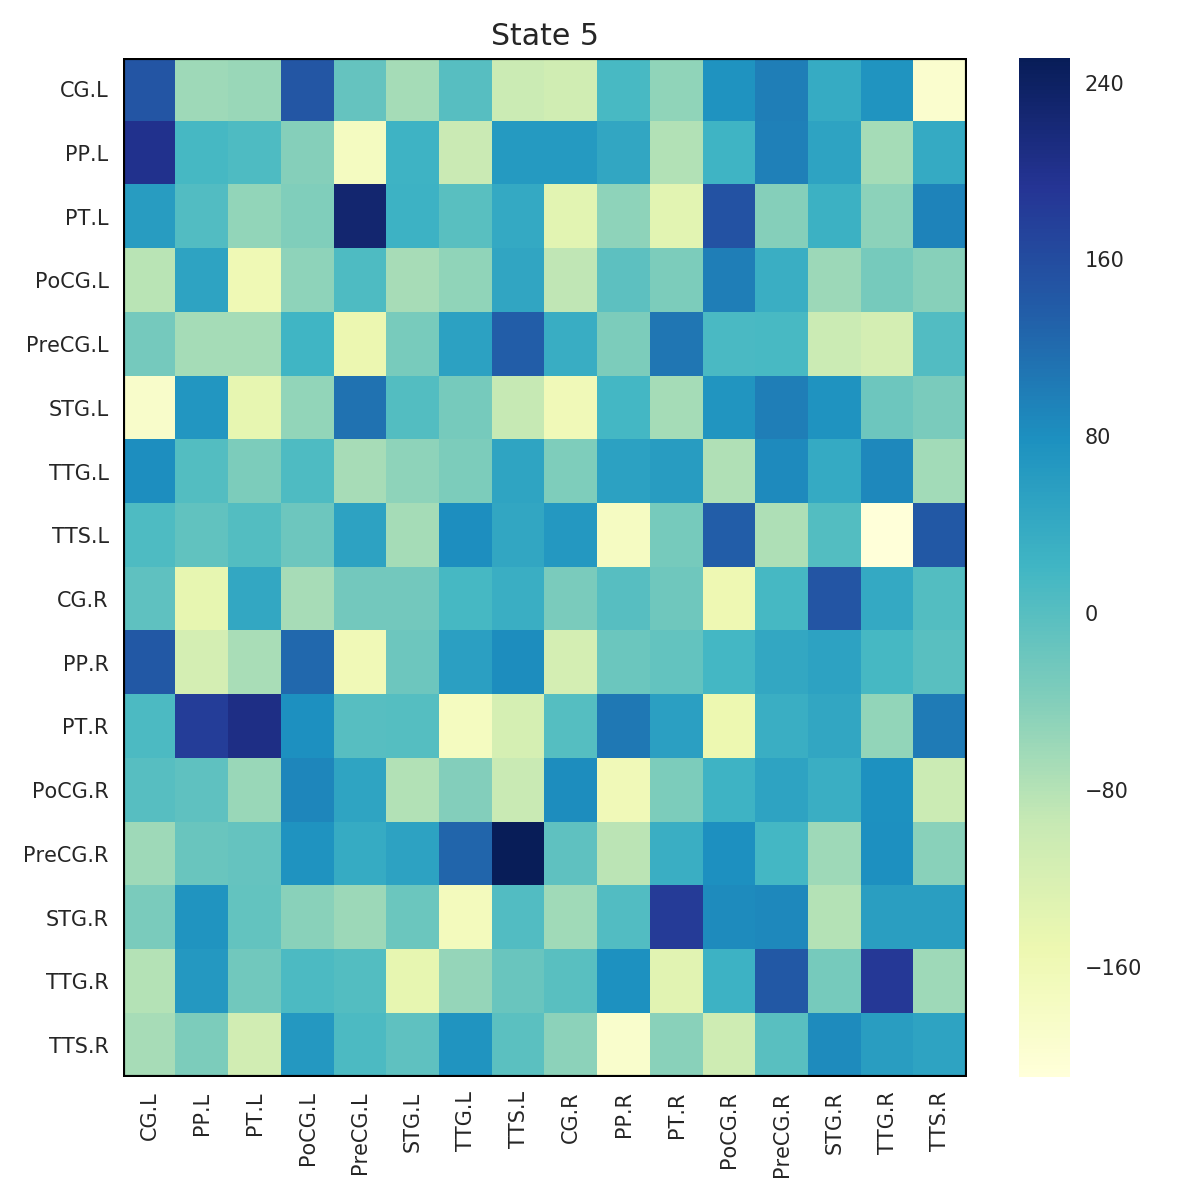 State 5
CG.L
PP.L
PT.L
PoCG.L
PreCG.L
STG.L
TTG.L
TTS.L
CG.R
PP.R
PT.R
PoCG.R
PreCG.R
STG.R
TTG.R
TTS.R
CG.L
PP.L
PT.L
PoCG.L
PreCG.L
STG.L
TTG.L
TTS.L
CG.R
PP.R
PT.R
PoCG.R
PreCG.R
STG.R
TTG.R
TTS.R
240
160
80
0
−80
−160